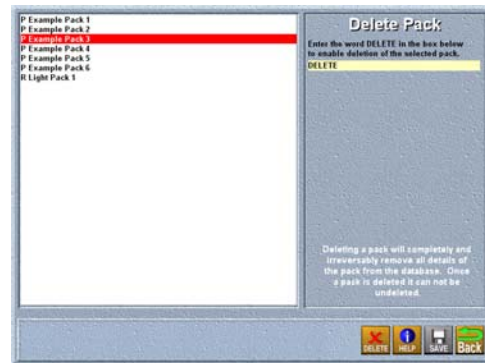 P Example Pack 1
P Example Pack 2
P Example Pack 3
P Example Pack 4
P Example Pack 5
P Example Pack 6
R Light Pack 1
Delete Pack
Enter the word DELETE in the box below
to enable deletion of the selected pack.
DELETE
Deleting a pack will completely and
irreversably remove all details of
the pack from the database. Once
a pack is deleted it can not be
undeleted.
DELETE
HELP
SAVE
Back